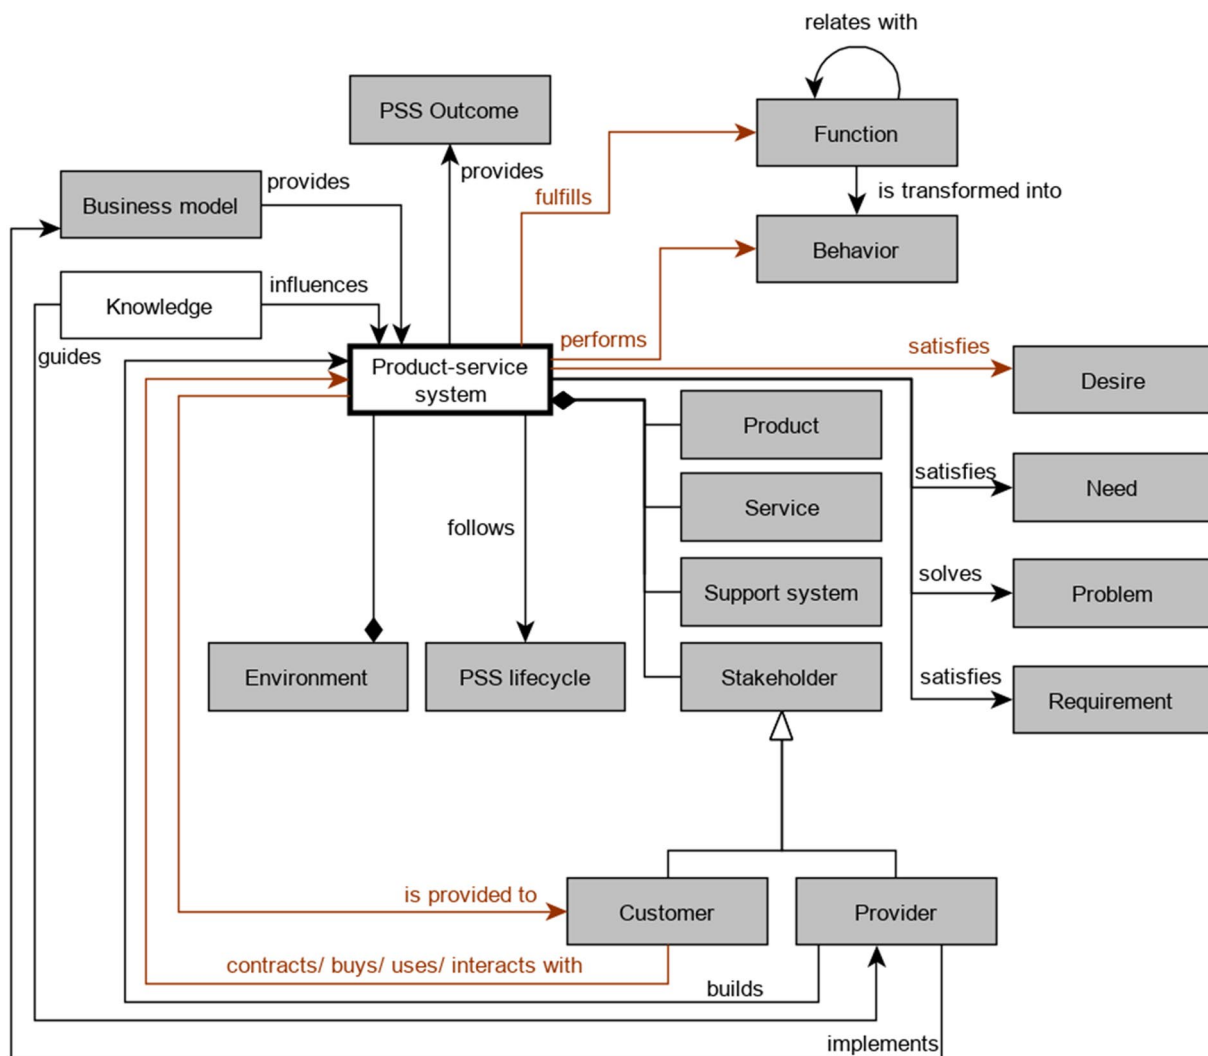 relates with
PSS Outcome
Function
provides
provides
fulfills
is transformed into
Business model
Behavior
Knowledge
influences
guides
performs
satisfies
Product-service
system
Desire
Product
satisfies
Need
Service
follows
solves
Problem
Support system
Environment
PSS lifecycle
Stakeholder
satisfies
Requirement
is provided to
Customer
Provider
contracts/ buys/ uses/ interacts with
builds
implements